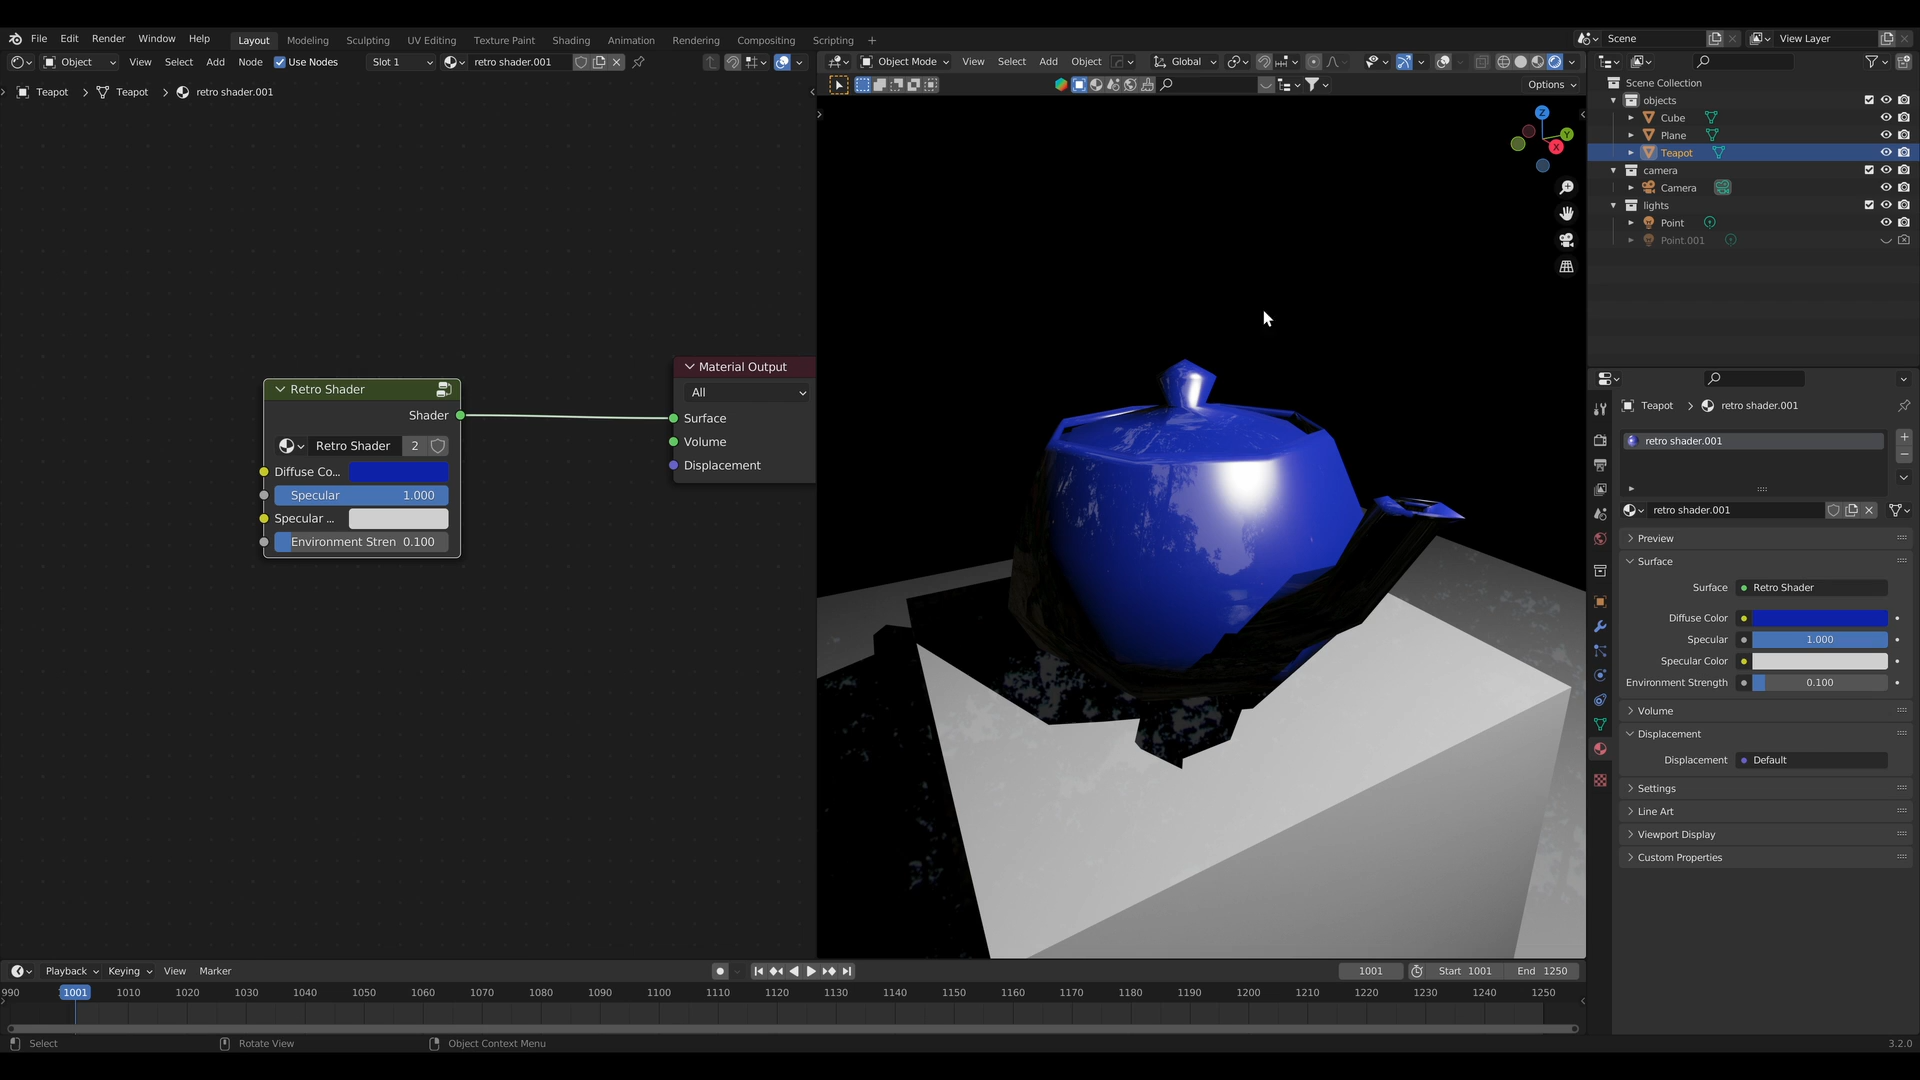 File Edit Render Window Help Layout Modeling Sculpting UV Editing Texture Paint Shading Animation Rendering Compositing Scripting + Scene View Layer
Object View Select Add Node Use Nodes Slot 1 retro shader.001
Object Mode View Select Add Object Global
Options
Teapot > Teapot > retro shader.001
Z
Y
X
Retro Shader
Shader
Retro Shader 2
Diffuse Co...
Specular 1.000
Specular ...
Environment Stren 0.100
Material Output
All
Surface
Volume
Displacement
Scene Collection
objects
Cube
Plane
Teapot
camera
Camera
lights
Point
Point.001
Teapot > retro shader.001
retro shader.001
retro shader.001
Preview
Surface
Surface Retro Shader
Diffuse Color
Specular 1.000
Specular Color
Environment Strength 0.100
Volume
Displacement
Displacement Default
Settings
Line Art
Viewport Display
Custom Properties
Playback Keying View Marker 1001 Start 1001 End 1250
990 1001 1010 1020 1030 1040 1050 1060 1070 1080 1090 1100 1110 1120 1130 1140 1150 1160 1170 1180 1190 1200 1210 1220 1230 1240 1250
Select Rotate View Object Context Menu 3.2.0